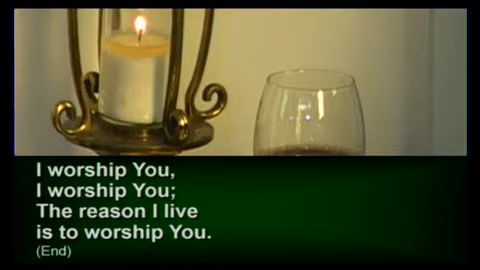 I worship You,
I worship You;
The reason I live
is to worship You.
(End)